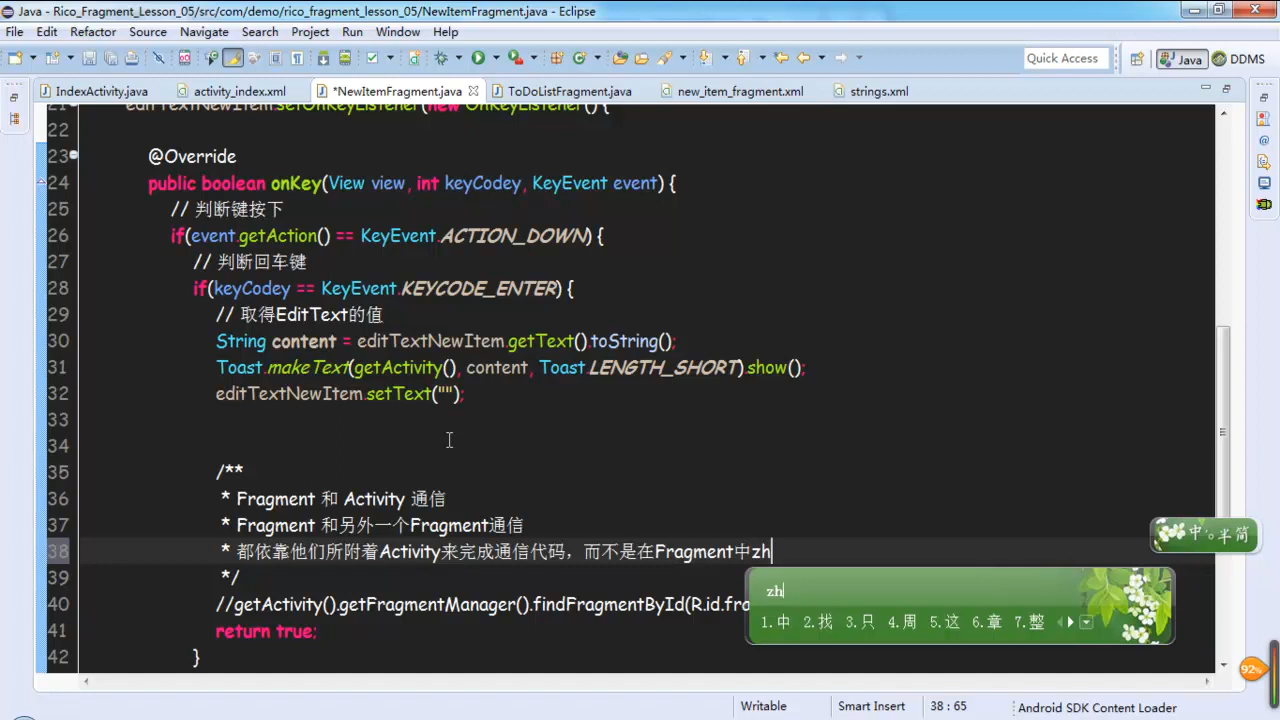 Java - Rico_Fragment_Lesson_05/src/com/demo/rico_fragment_lesson_05/NewItemFragment.java - Eclipse
File Edit Refactor Source Navigate Search Project Run Window Help
Quick Access Java DDMS
IndexActivity.java activity_index.xml *NewItemFragment.java ToDoListFragment.java new_item_fragment.xml strings.xml
21 editTextNewItem.setOnKeyListener(new OnKeyListener() {
22
23 @Override
24 public boolean onKey(View view, int keyCodey, KeyEvent event) {
25 // 判断键按下
26 if(event.getAction() == KeyEvent.ACTION_DOWN) {
27 // 判断回车键
28 if(keyCodey == KeyEvent.KEYCODE_ENTER) {
29 // 取得EditText的值
30 String content = editTextNewItem.getText().toString();
31 Toast.makeText(getActivity(), content, Toast.LENGTH_SHORT).show();
32 editTextNewItem.setText("");
33
34
35 /**
36 * Fragment 和 Activity 通信
37 * Fragment 和另外一个Fragment通信
38 * 都依靠他们所附着Activity来完成通信代码，而不是在Fragment中zh
39 */
40 //getActivity().getFragmentManager().findFragmentById(R.id.fra
41 return true;
42 }
中 半 简
zh
1.中 2.找 3.只 4.周 5.这 6.章 7.整
92%
Writable Smart Insert 38 : 65 Android SDK Content Loader